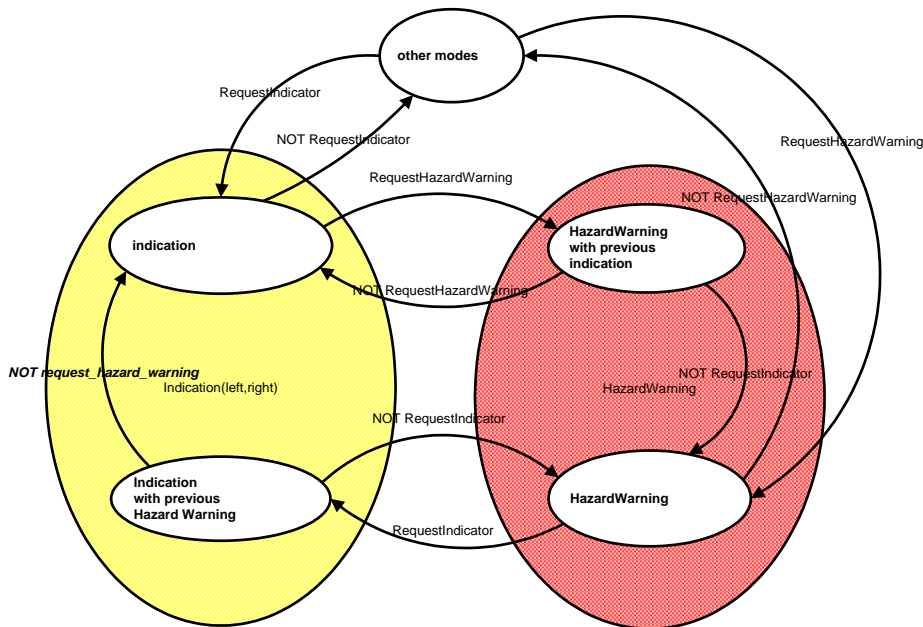 other modes
RequestIndicator
NOT RequestIndicator
RequestHazardWarning
RequestHazardWarning
NOT RequestHazardWarning
indication
HazardWarning
with previous
indication
NOT RequestHazardWarning
NOT request_hazard_warning
Indication(left,right)
NOT RequestIndicator
HazardWarning
NOT RequestIndicator
Indication
with previous
Hazard Warning
HazardWarning
RequestIndicator